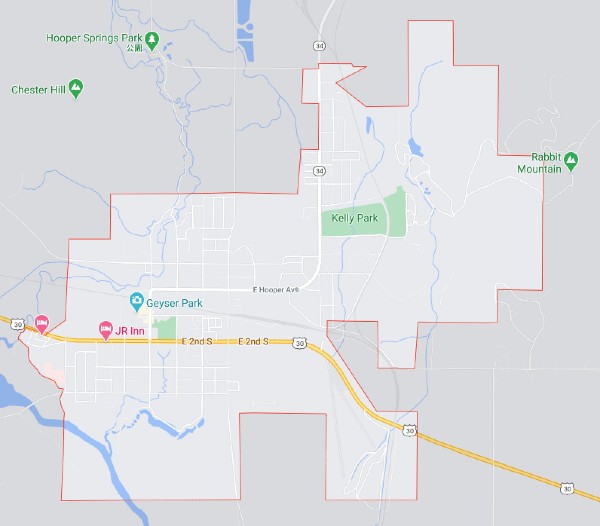 Hooper Springs Park
公園
34
Chester Hill
Rabbit
Mountain
34
Kelly Park
E Hooper Ave
Geyser Park
30
JR Inn
E 2nd S
E 2nd S
30
30
30